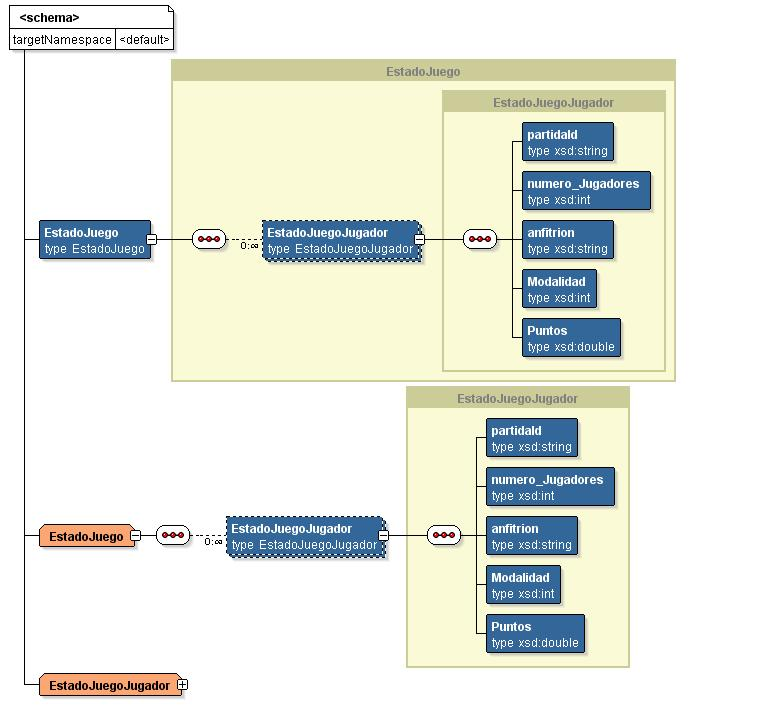 <schema>
targetNamespace <default>
EstadoJuego
EstadoJuegoJugador
partidaId
type xsd:string
numero_Jugadores
type xsd:int
EstadoJuego
type EstadoJuego
0:∞
EstadoJuegoJugador
type EstadoJuegoJugador
anfitrion
type xsd:string
Modalidad
type xsd:int
Puntos
type xsd:double
EstadoJuegoJugador
partidaId
type xsd:string
numero_Jugadores
type xsd:int
EstadoJuego
0:∞
EstadoJuegoJugador
type EstadoJuegoJugador
anfitrion
type xsd:string
Modalidad
type xsd:int
Puntos
type xsd:double
EstadoJuegoJugador